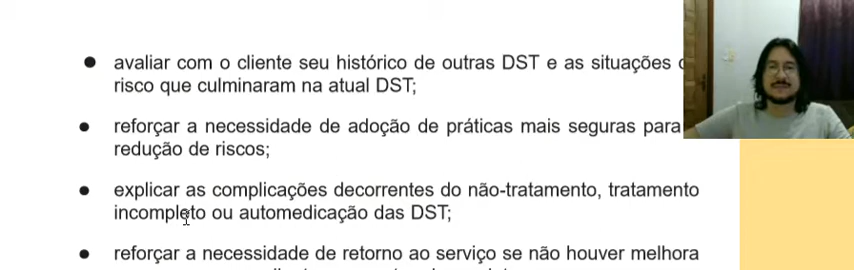 ● avaliar com o cliente seu histórico de outras DST e as situações
risco que culminaram na atual DST;
● reforçar a necessidade de adoção de práticas mais seguras para
redução de riscos;
● explicar as complicações decorrentes do não-tratamento, tratamento
incompleto ou automedicação das DST;
● reforçar a necessidade de retorno ao serviço se não houver melhora